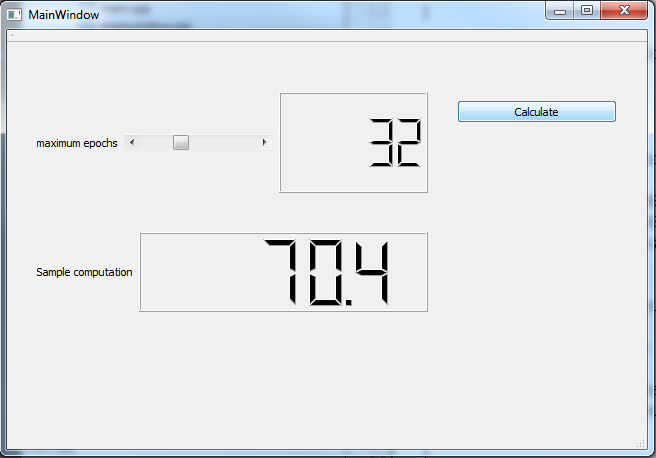 MainWindow
32
Calculate
maximum epochs
Sample computation
70.4